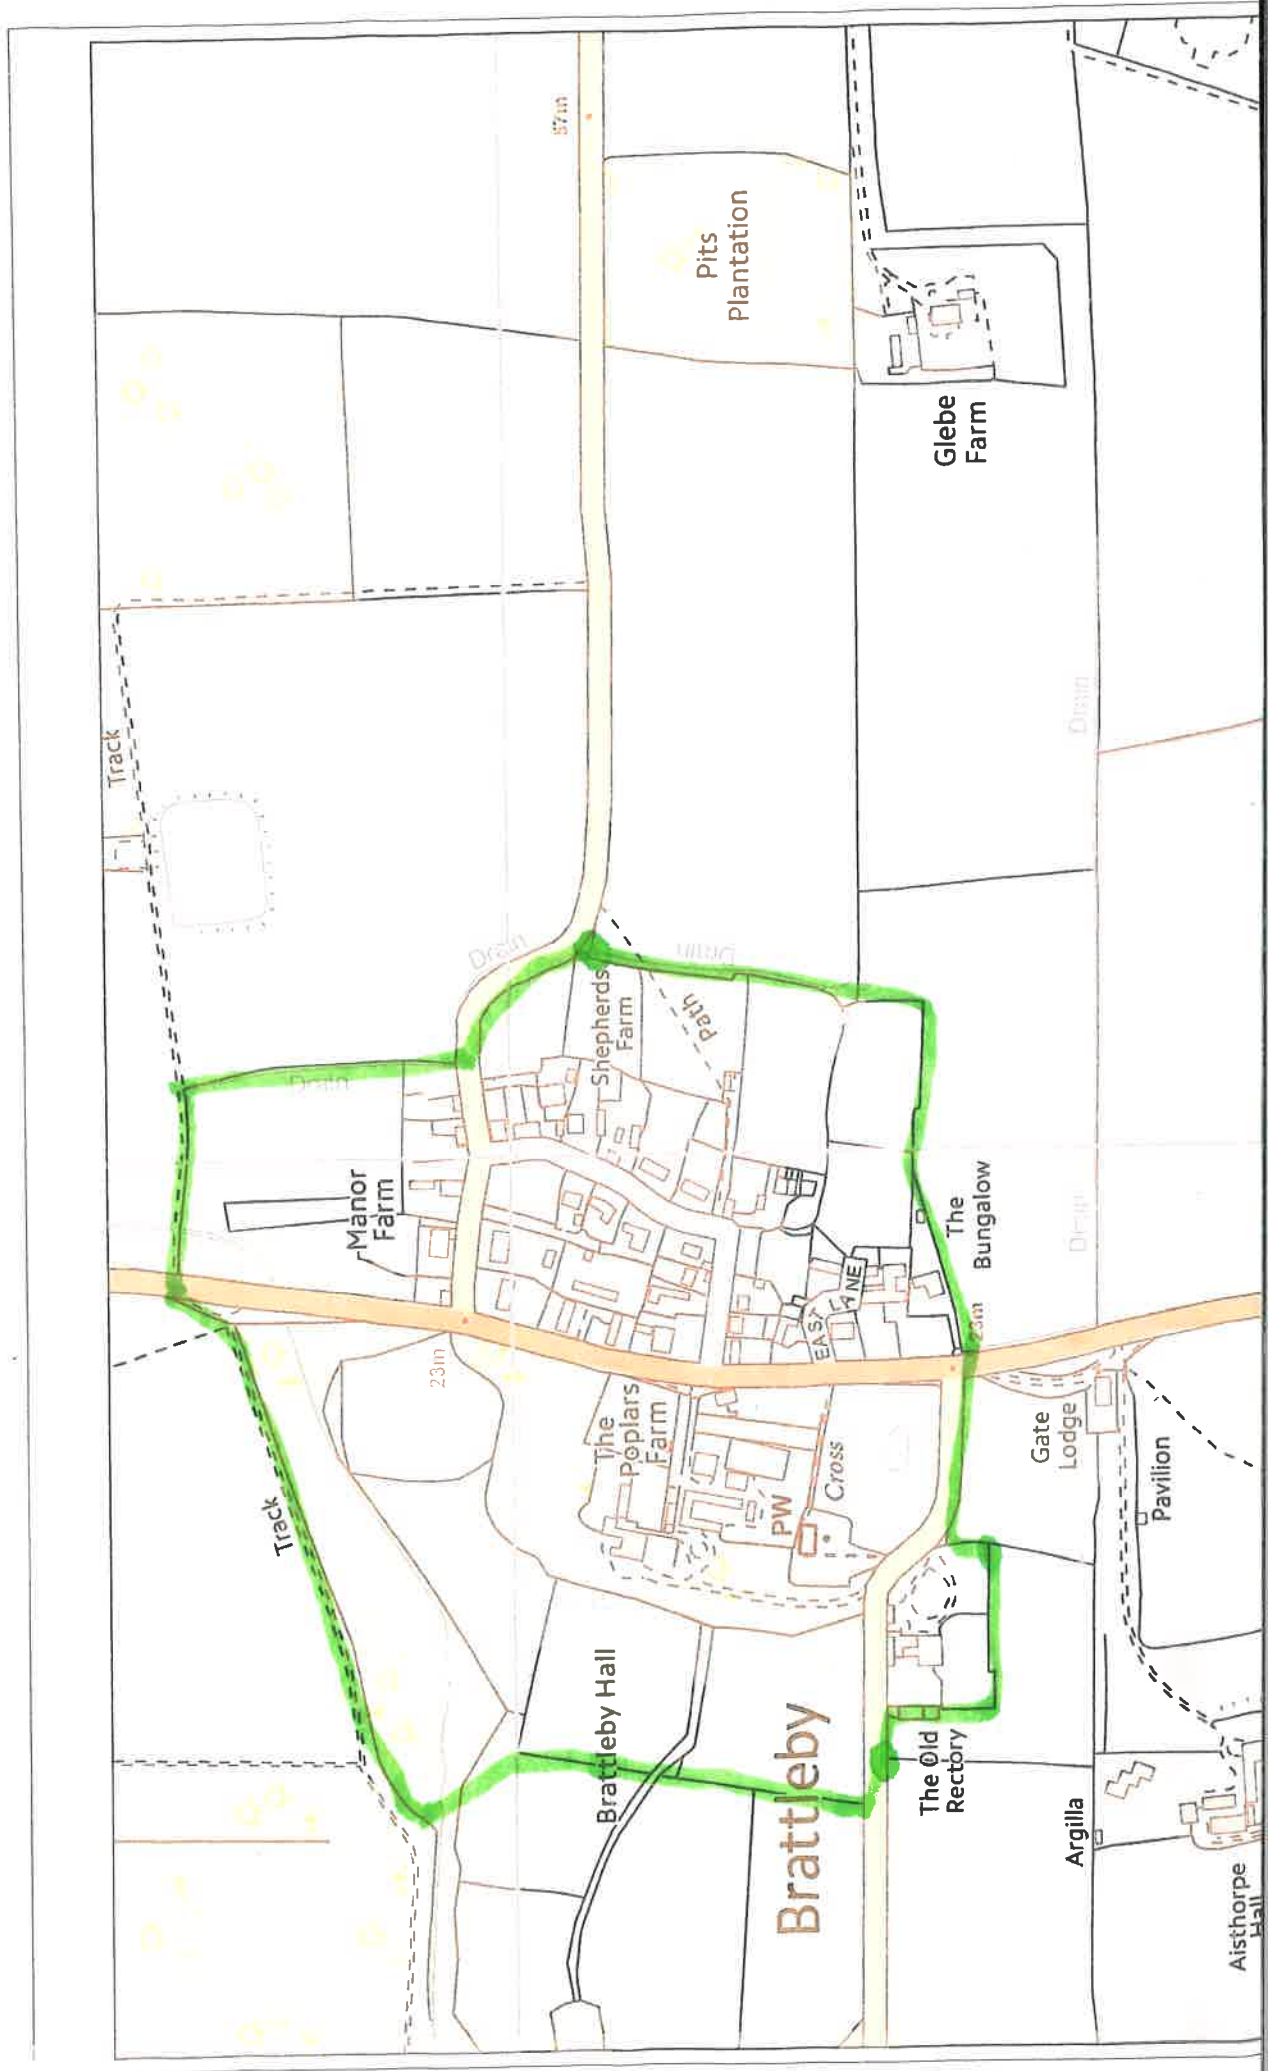 Track
Drain
Manor
Farm
23m
Track
57m
Drain
Shepherds
Farm
Path
Drain
The
Poplars
Farm
PW
Cross
EAST LANE
Brattleby Hall
Brattleby
Pits
Plantation
Glebe
Farm
The
Bungalow
23m
Gate
Lodge
Pavilion
The Old
Rectory
Argilla
Aisthorpe
Hall
Drain
Drain